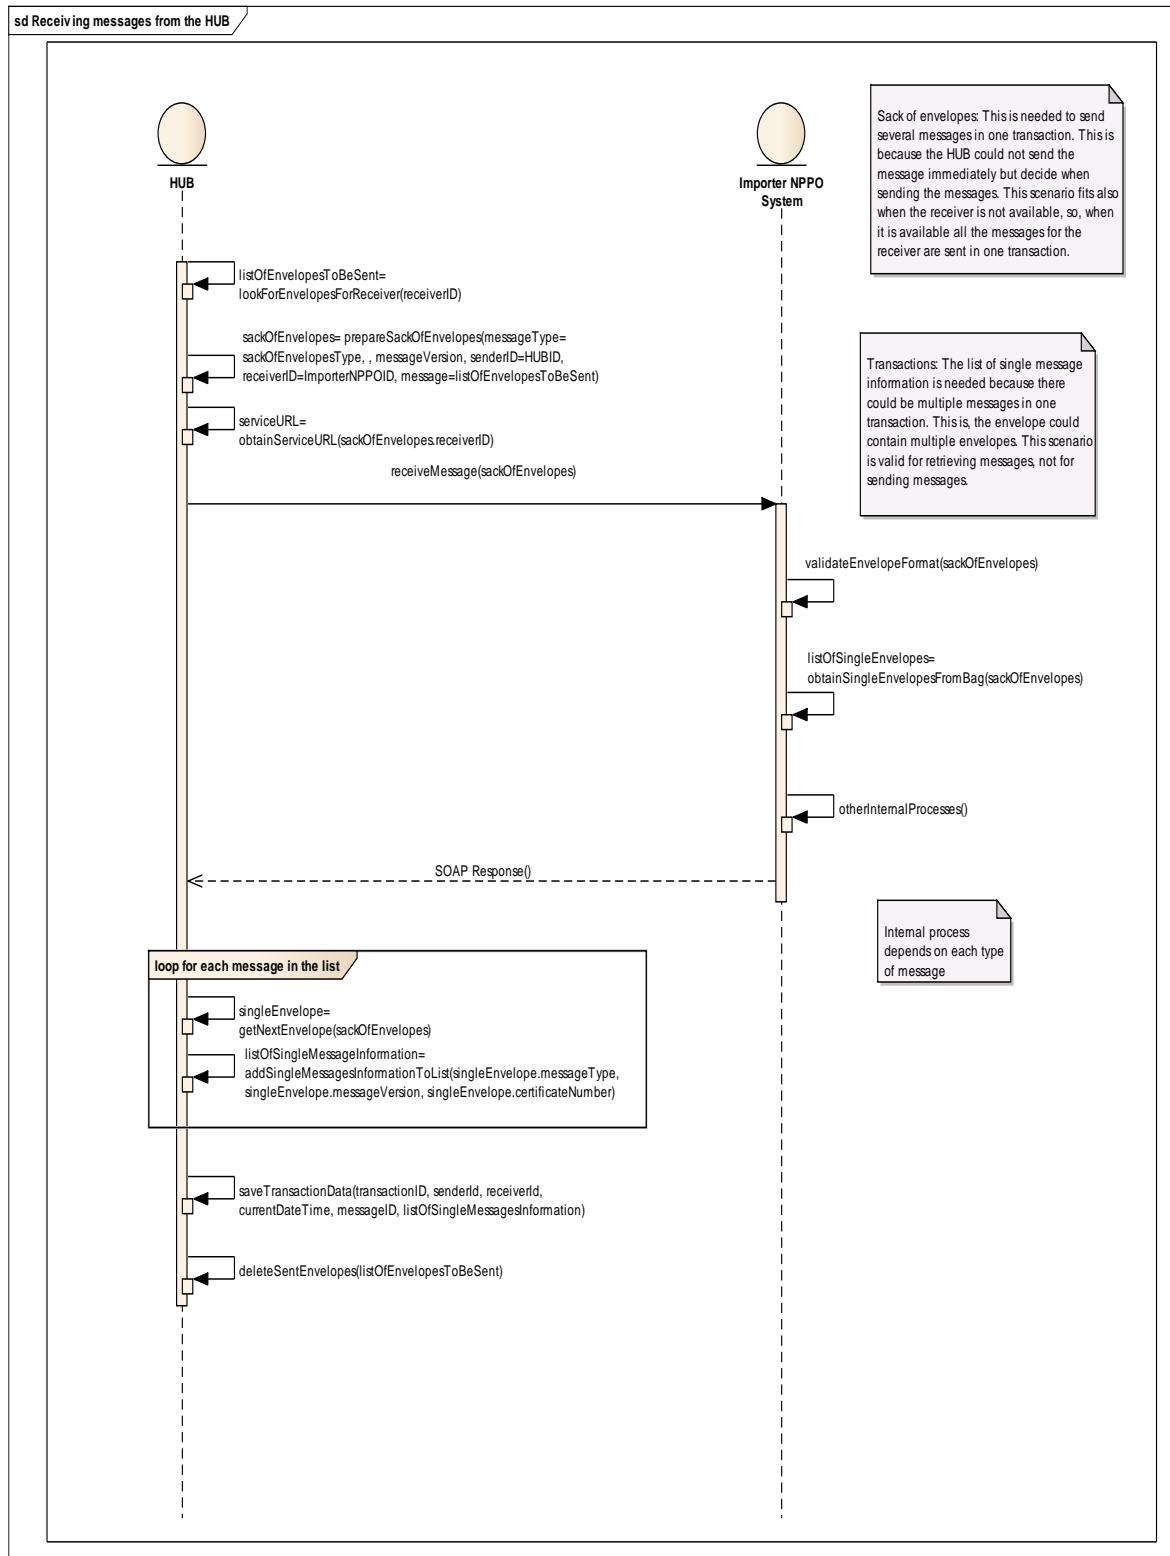 sd Receiving messages from the HUB
HUB
Importer NPPO
System
Sack of envelopes: This is needed to send
several messages in one transaction. This is
because the HUB could not send the
message immediately but decide when
sending the messages. This scenario fits also
when the receiver is not available, so, when
it is available all the messages for the
receiver are sent in one transaction.
listOfEnvelopesToBeSent=
lookForEnvelopesForReceiver(receiverID)
sackOfEnvelopes= prepareSackOfEnvelopes(messageType=
sackOfEnvelopesType, , messageVersion, senderID=HUBID,
receiverID=ImporterNPPOID, message=listOfEnvelopesToBeSent)
Transactions: The list of single message
information is needed because there
could be multiple messages in one
transaction. This is, the envelope could
contain multiple envelopes. This scenario
is valid for retrieving messages, not for
sending messages.
serviceURL=
obtainServiceURL(sackOfEnvelopes.receiverID)
receiveMessage(sackOfEnvelopes)
validateEnvelopeFormat(sackOfEnvelopes)
listOfSingleEnvelopes=
obtainSingleEnvelopesFromBag(sackOfEnvelopes)
otherInternalProcesses()
SOAP Response()
Internal process
depends on each type
of message
loop for each message in the list
singleEnvelope=
getNextEnvelope(sackOfEnvelopes)
listOfSingleMessageInformation=
addSingleMessagesInformationToList(singleEnvelope.messageType,
singleEnvelope.messageVersion, singleEnvelope.certificateNumber)
saveTransactionData(transactionID, senderId, receiverId,
currentDateTime, messageID, listOfSingleMessagesInformation)
deleteSentEnvelopes(listOfEnvelopesToBeSent)